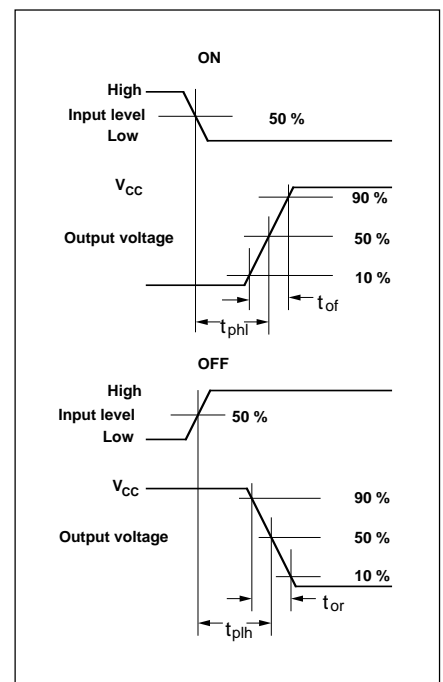 ON
High
Input level
50 %
Low
VCC
90 %
Output voltage
50 %
10 %
tof
tphl
OFF
High
Input level
50 %
Low
VCC
90 %
Output voltage
50 %
10 %
tor
tplh